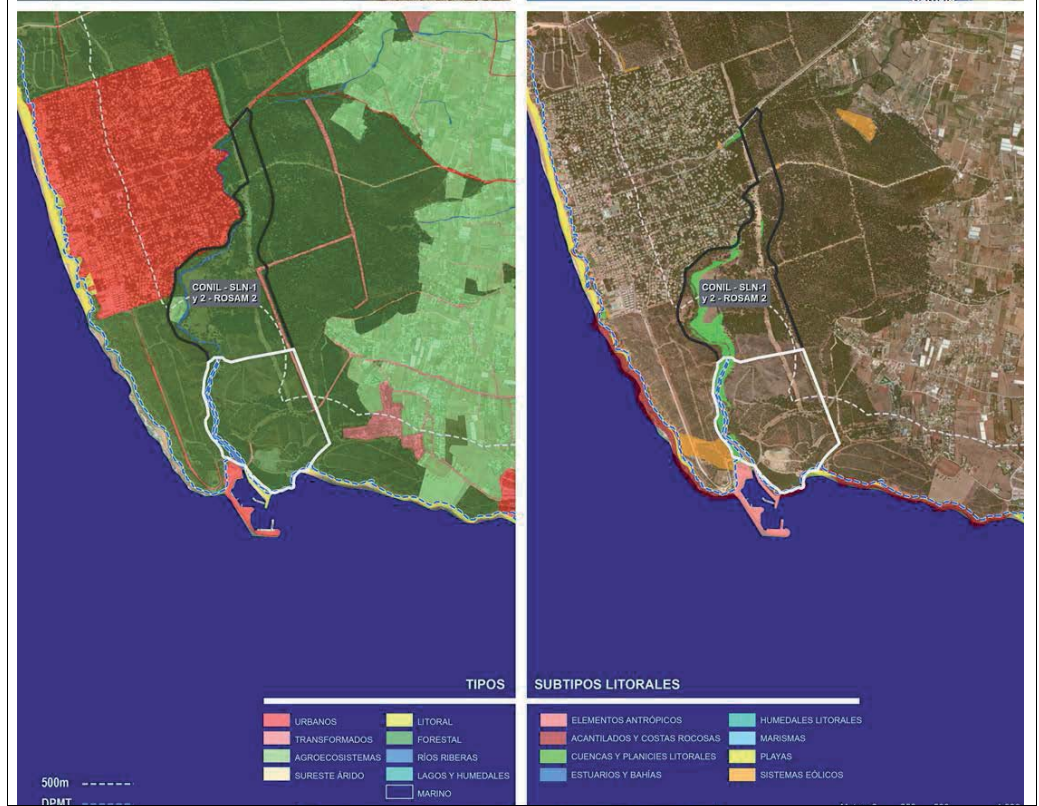 CONIL - SLN-1
y 2 - ROSAM 2
CONIL - SLN-1
y 2 - ROSAM 2
TIPOS
URBANOS
TRANSFORMADOS
AGROECOSISTEMAS
SURESTE ÁRIDO
LITORAL
FORESTAL
RÍOS RIBERAS
LAGOS Y HUMEDALES
MARINO
500m
DPMT
SUBTIPOS LITORALES
ELEMENTOS ANTRÓPICOS
ACANTILADOS Y COSTAS ROCOSAS
CUENCAS Y PLANICIES LITORALES
ESTUARIOS Y BAHÍAS
HUMEDALES LITORALES
MARISMAS
PLAYAS
SISTEMAS EÓLICOS